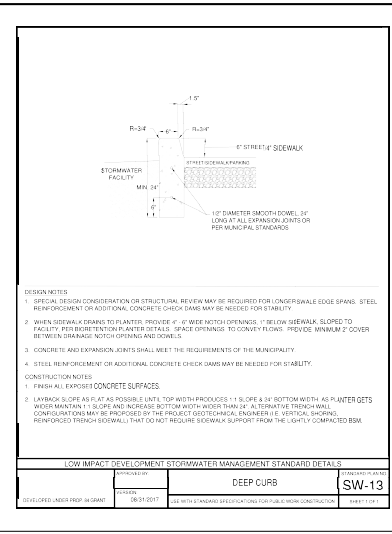 1.5"
R=3/4" 6" R=3/4"
6" STREET/4" SIDEWALK
STREET/SIDEWALK/PARKING
STORMWATER
FACILITY
MIN. 24"
6"
1/2" DIAMETER SMOOTH DOWEL, 24"
LONG AT ALL EXPANSION JOINTS OR
PER MUNICIPAL STANDARDS
DESIGN NOTES
1. SPECIAL DESIGN CONSIDERATION OR STRUCTURAL REVIEW MAY BE REQUIRED FOR LONGER SWALE EDGE SPANS. STEEL
REINFORCEMENT OR ADDITIONAL CONCRETE CHECK DAMS MAY BE NEEDED FOR STABILITY.
2. WHEN SIDEWALK DRAINS TO PLANTER, PROVIDE 4" - 6" WIDE NOTCH OPENINGS, 1" BELOW SIDEWALK, SLOPED TO
FACILITY, PER BIORETENTION PLANTER DETAILS. SPACE OPENINGS TO CONVEY FLOWS. PROVIDE MINIMUM 2" COVER
BETWEEN DRAINAGE NOTCH OPENING AND DOWELS.
3. CONCRETE AND EXPANSION JOINTS SHALL MEET THE REQUIREMENTS OF THE MUNICIPALITY.
4. STEEL REINFORCEMENT OR ADDITIONAL CONCRETE CHECK DAMS MAY BE NEEDED FOR STABILITY.
CONSTRUCTION NOTES
1. FINISH ALL EXPOSED CONCRETE SURFACES.
2. LAYBACK SLOPE AS FLAT AS POSSIBLE UNTIL TOP WIDTH PRODUCES 1:1 SLOPE & 24" BOTTOM WIDTH. AS PLANTER GETS
WIDER MAINTAIN 1:1 SLOPE AND INCREASE BOTTOM WIDTH WIDER THAN 24". ALTERNATIVE TRENCH WALL
CONFIGURATIONS MAY BE PROPOSED BY THE PROJECT GEOTECHNICAL ENGINEER (I.E. VERTICAL SHORING,
REINFORCED TRENCH SIDEWALL) THAT DO NOT REQUIRE SIDEWALK SUPPORT FROM THE LIGHTLY COMPACTED BSM.
LOW IMPACT DEVELOPMENT STORMWATER MANAGEMENT STANDARD DETAILS
APPROVED BY
DEEP CURB
STANDARD PLAN NO.
SW-13
VERSION
08/31/2017
DEVELOPED UNDER PROP. 84 GRANT
USE WITH STANDARD SPECIFICATIONS FOR PUBLIC WORK CONSTRUCTION
SHEET 1 OF 1